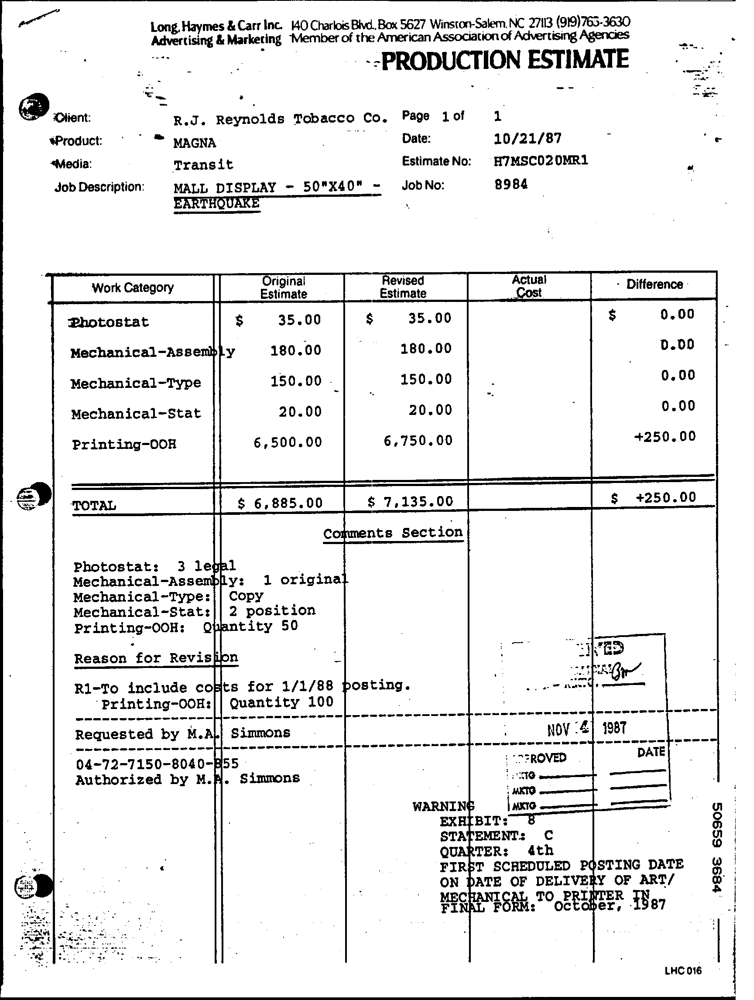 Long, Haymes & Carr Inc. 140 Charlois Blvd., Box 5627 Winston-Salem, NC 27113 (919)765-3630
Advertising & Marketing Member of the American Association of Advertising Agencies
PRODUCTION ESTIMATE
Client: R.J. Reynolds Tobacco Co. Page 1 of 1
Product: MAGNA Date: 10/21/87
Media: Transit Estimate No: H7MSC020MR1
Job Description: MALL DISPLAY - 50"X40" - Job No: 8984
EARTHQUAKE
Work Category Original Estimate Revised Estimate Actual Cost Difference
Photostat $ 35.00 $ 35.00 $ 0.00
Mechanical-Assembly 180.00 180.00 0.00
Mechanical-Type 150.00 150.00 0.00
Mechanical-Stat 20.00 20.00 0.00
Printing-OOH 6,500.00 6,750.00 +250.00
TOTAL $ 6,885.00 $ 7,135.00 $ +250.00
Comments Section
Photostat: 3 legal
Mechanical-Assembly: 1 original
Mechanical-Type: Copy
Mechanical-Stat: 2 position
Printing-OOH: Quantity 50
Reason for Revision
R1-To include costs for 1/1/88 posting.
Printing-OOH: Quantity 100
Requested by M.A. Simmons
NOV 4 1987
04-72-7150-8040-855
Authorized by M.A. Simmons
APPROVED DATE
MKTG
MKTG
MKTG
WARNING
EXHIBIT: 8
STATEMENT: C
QUARTER: 4th
FIRST SCHEDULED POSTING DATE
ON DATE OF DELIVERY OF ART/
MECHANICAL TO PRINTER IN
FINAL FORM: October, 1987
50659 3684
LHC 016